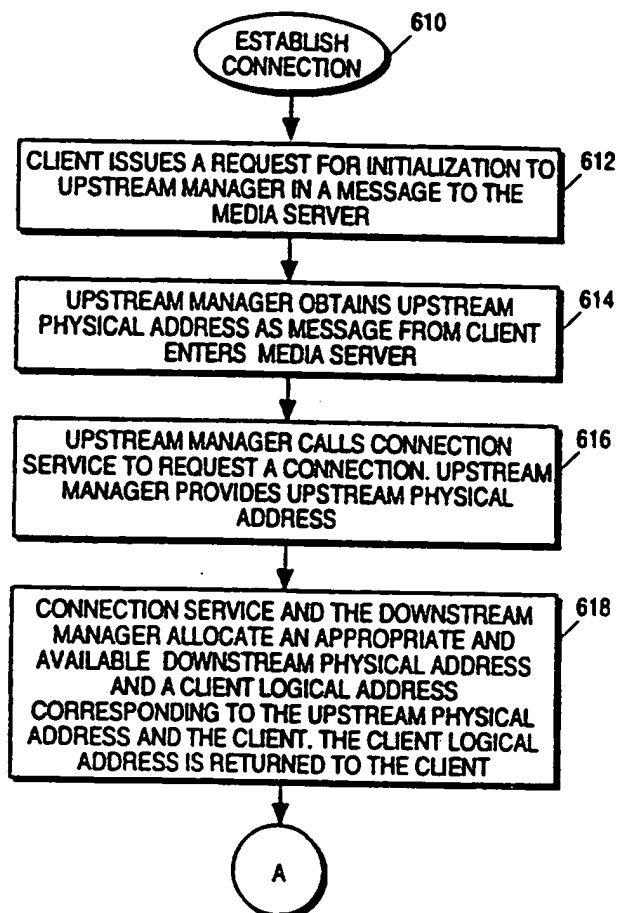 ESTABLISH
CONNECTION
610
CLIENT ISSUES A REQUEST FOR INITIALIZATION TO
UPSTREAM MANAGER IN A MESSAGE TO THE
MEDIA SERVER
612
UPSTREAM MANAGER OBTAINS UPSTREAM
PHYSICAL ADDRESS AS MESSAGE FROM CLIENT
ENTERS MEDIA SERVER
614
UPSTREAM MANAGER CALLS CONNECTION
SERVICE TO REQUEST A CONNECTION. UPSTREAM
MANAGER PROVIDES UPSTREAM PHYSICAL
ADDRESS
616
CONNECTION SERVICE AND THE DOWNSTREAM
MANAGER ALLOCATE AN APPROPRIATE AND
AVAILABLE DOWNSTREAM PHYSICAL ADDRESS
AND A CLIENT LOGICAL ADDRESS
CORRESPONDING TO THE UPSTREAM PHYSICAL
ADDRESS AND THE CLIENT. THE CLIENT LOGICAL
ADDRESS IS RETURNED TO THE CLIENT
618
A